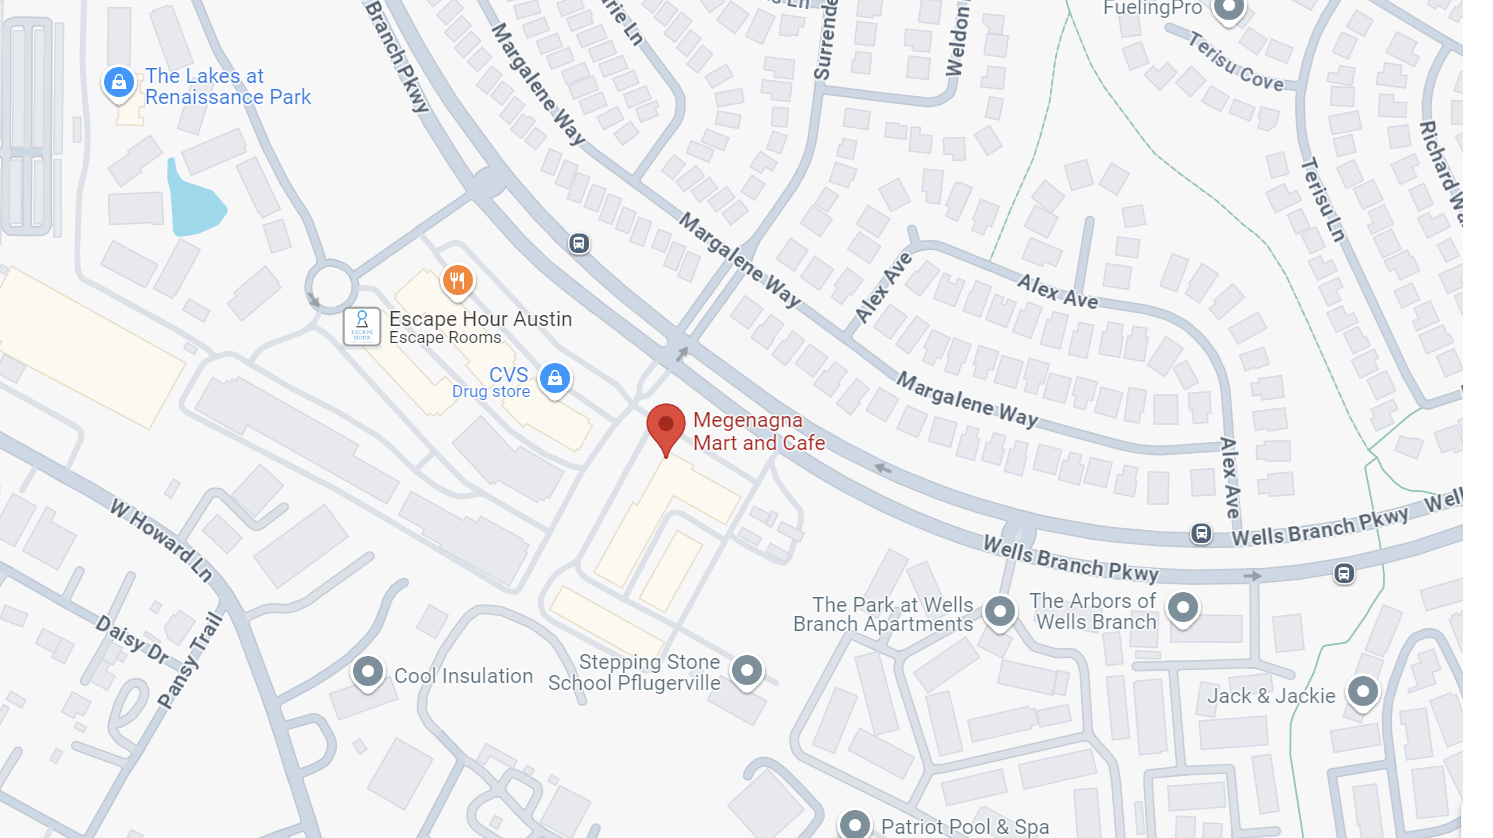 FuelingPro
Branch Pkwy
Margalene Way
Terisu Cove
The Lakes at
Renaissance Park
Weldon
Terisu Ln
Margalene Way
Alex Ave
Alex Ave
Escape Hour Austin
Escape Rooms
ESCAPE
HOUR
CVS
Drug store
Megenagna
Mart and Cafe
Margalene Way
Alex Ave
W Howard Ln
Wells Branch Pkwy
Wells Branch Pkwy
The Park at Wells
Branch Apartments
The Arbors of
Wells Branch
Daisy Dr
Pansy Trail
Cool Insulation
Stepping Stone
School Pflugerville
Jack & Jackie
Patriot Pool & Spa